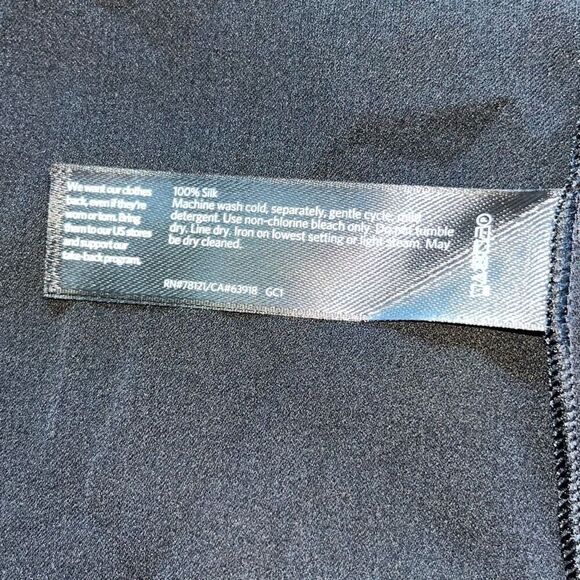 We want our clothes
back, even if they're
worn or torn. Bring
them to our US stores
and support our
take-back program.
100% Silk
Machine wash cold, separately, gentle cycle, mild
detergent. Use non-chlorine bleach only. Do not tumble
dry. Line dry. Iron on lowest setting or light steam. May
be dry cleaned.
RN#78121/CA#63918 GC1